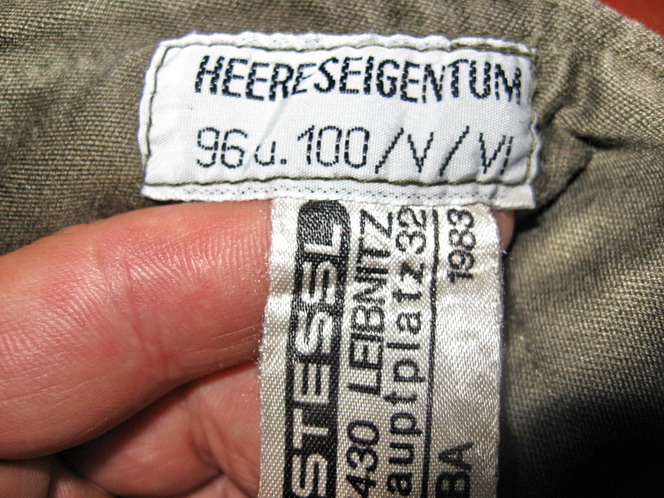 HEERESEIGENTUM
96 u. 100/V/VI
STESSL
430 LEIBNITZ
auptplatz 32
BA 1983